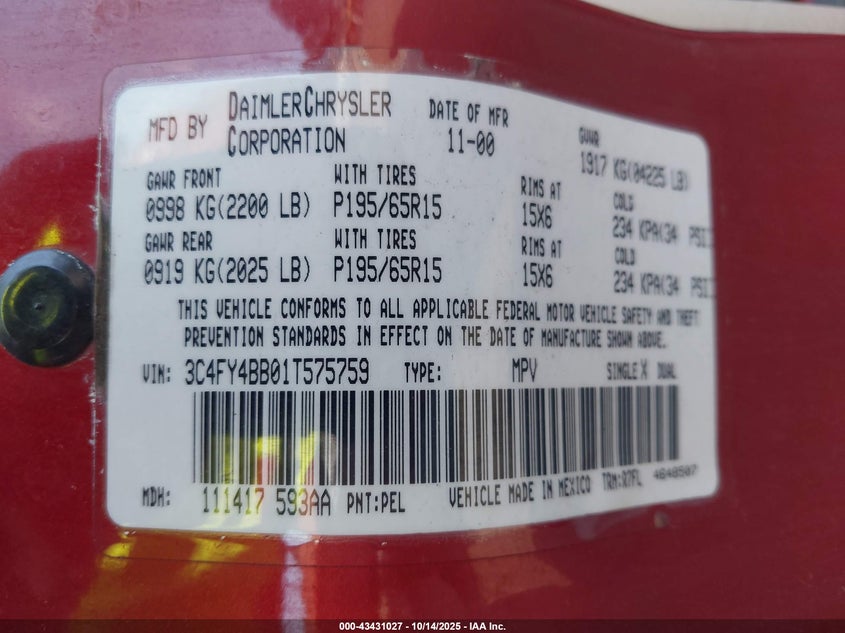 MFD BY DAIMLERCHRYSLER CORPORATION DATE OF MFR 11-00 GVWR 1917 KG(04225 LB)
GAWR FRONT WITH TIRES RIMS AT COLD
0998 KG(2200 LB) P195/65R15 15X6 234 KPA(34 PSI)
GAWR REAR WITH TIRES RIMS AT COLD
0919 KG(2025 LB) P195/65R15 15X6 234 KPA(34 PSI)
THIS VEHICLE CONFORMS TO ALL APPLICABLE FEDERAL MOTOR VEHICLE SAFETY AND THEFT
PREVENTION STANDARDS IN EFFECT ON THE DATE OF MANUFACTURE SHOWN ABOVE.
VIN: 3C4FY4BB01T575759 TYPE: MPV SINGLE X DUAL
MDH: 111417 593AA PNT:PEL VEHICLE MADE IN MEXICO TRM:R7FL 4648507
000-43431027 - 10/14/2025 - IAA Inc.